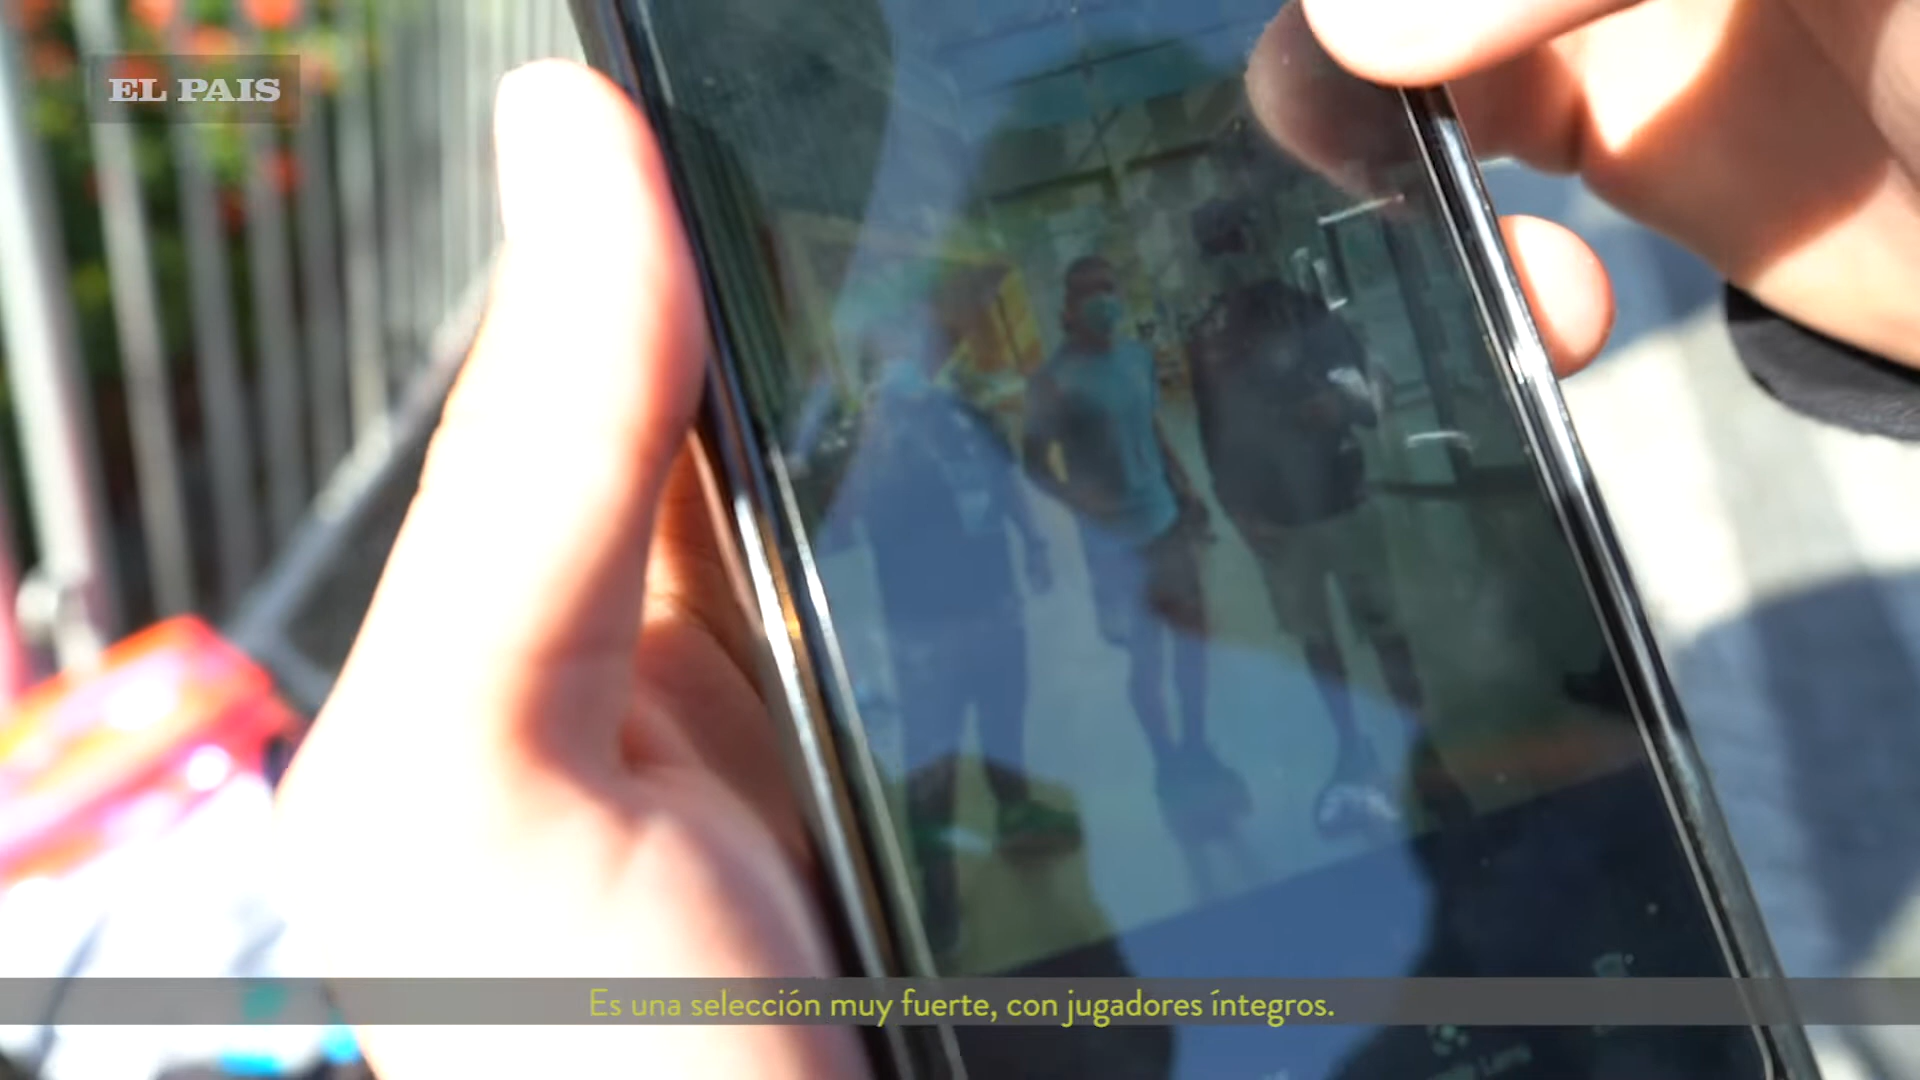 EL PAIS
Es una selección muy fuerte, con jugadores íntegros.